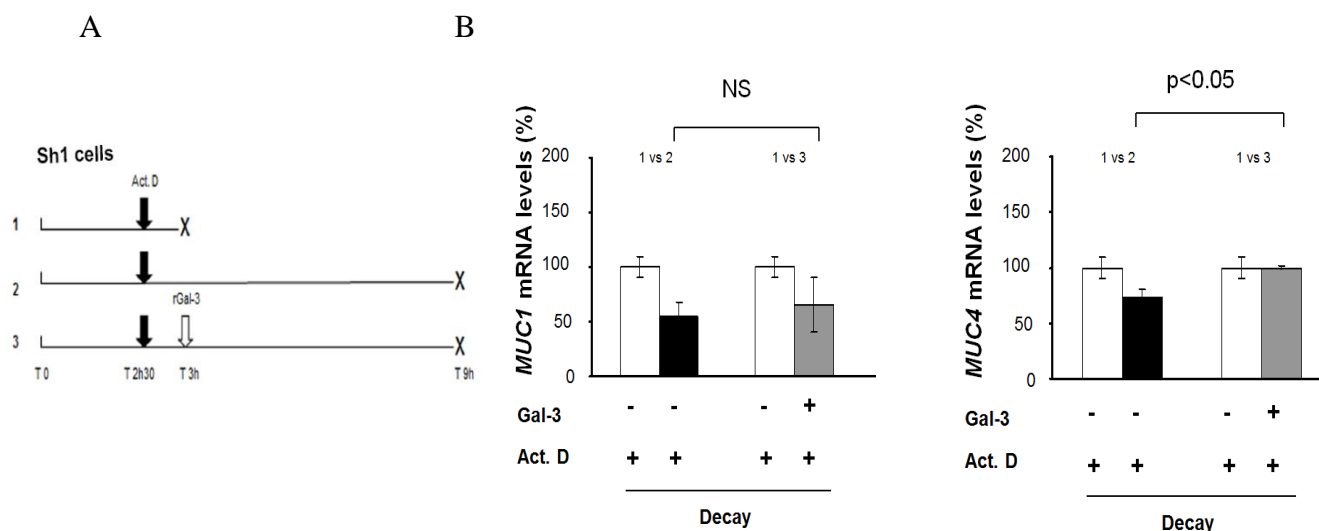 A
B
Sh1 cells
Act. D
1
X
2
X
rGal-3
3
X
T 0
T 2h30
T 3h
T 9h
NS
MUC1 mRNA levels (%)
200
150
100
50
0
1 vs 2
1 vs 3
Gal-3
- - - +
Act. D
+ + + +
Decay
p<0.05
MUC4 mRNA levels (%)
200
150
100
50
0
1 vs 2
1 vs 3
Gal-3
- - - +
Act. D
+ + + +
Decay